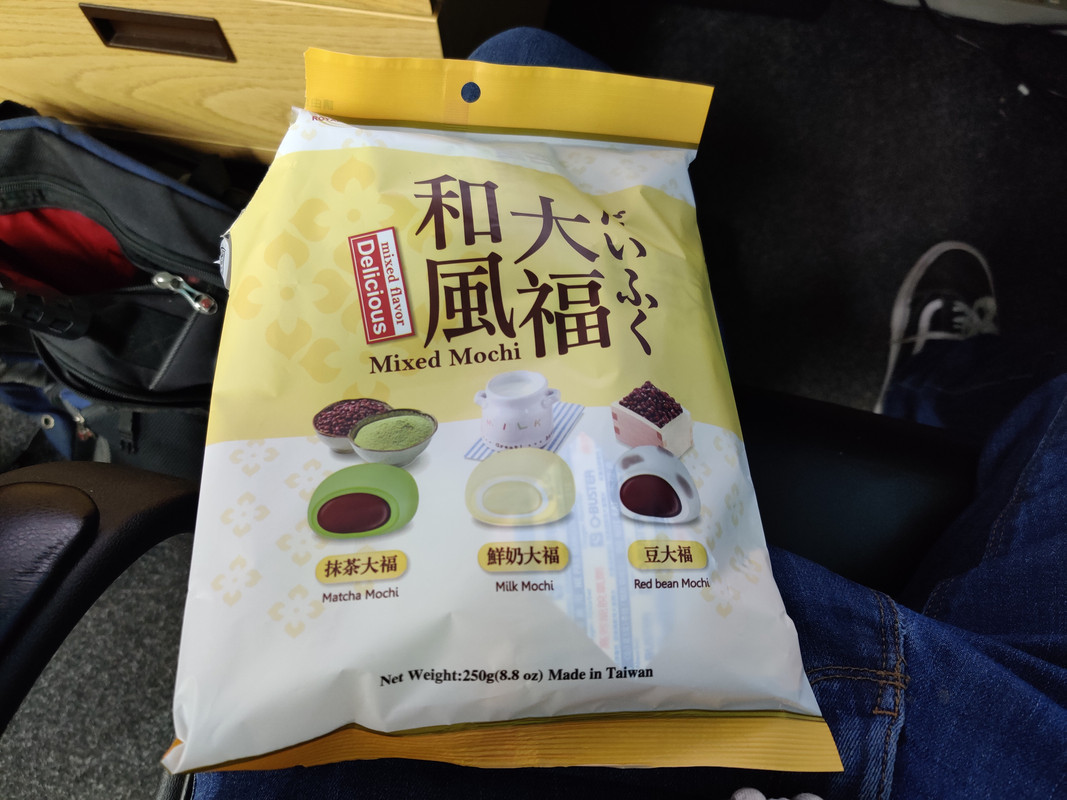 和風
大福
だいふく
mixed flavor
Delicious
Mixed Mochi
MILK
抹茶大福
Matcha Mochi
鮮奶大福
Milk Mochi
豆大福
Red bean Mochi
Net Weight:250g(8.8 oz) Made in Taiwan